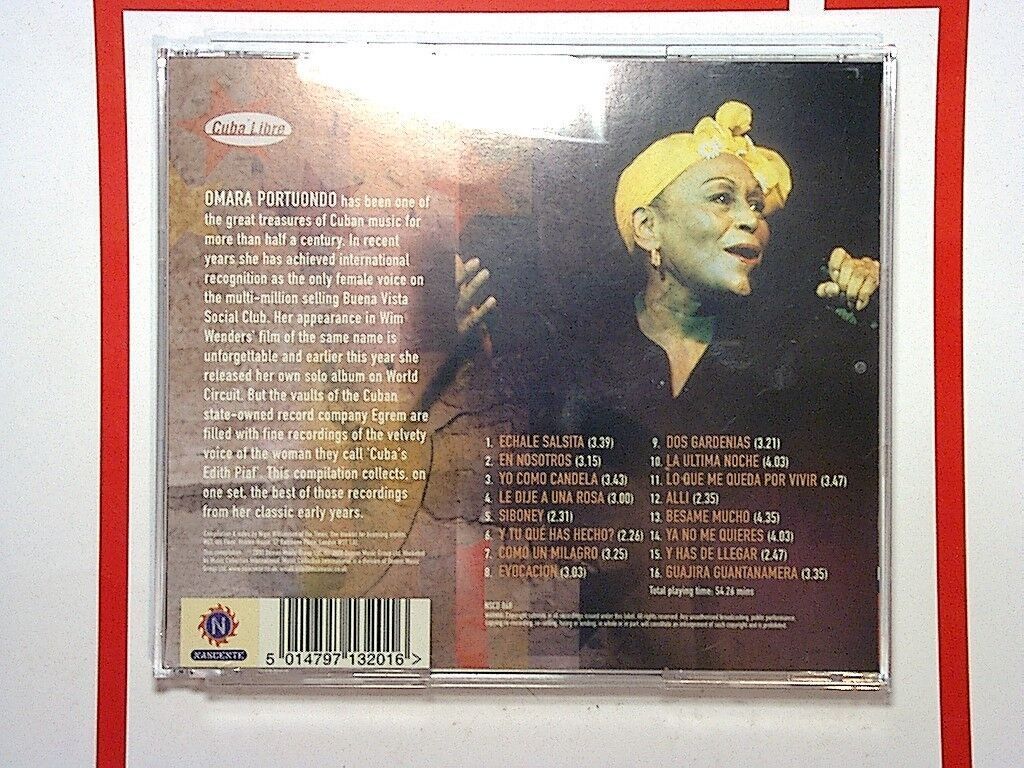 Cuba Libre
OMARA PORTUONDO has been one of
the great treasures of Cuban music for
more than half a century. In recent
years she has achieved international
recognition as the only female voice on
the multi-million selling Buena Vista
Social Club. Her appearance in Wim
Wenders' film of the same name is
unforgettable and earlier this year she
released her own solo album on World
Circuit. But the vaults of the Cuban
state-owned record company Egrem are
filled with fine recordings of the velvety
voice of the woman they call 'Cuba's
Edith Piaf'. This compilation collects, on
one set, the best of those recordings
from her classic early years.
1. ECHALE SALSITA (3.39)
2. EN NOSOTROS (3.15)
3. YO COMO CANDELA (3.43)
4. LE DIJE A UNA ROSA (3.00)
5. SIBONEY (2.31)
6. Y TU QUE HAS HECHO? (2.26)
7. COMO UN MILAGRO (3.25)
8. EVOCACION (3.03)
9. DOS GARDENIAS (3.21)
10. LA ULTIMA NOCHE (4.03)
11. LO QUE ME QUEDA POR VIVIR (3.47)
12. ALLI (2.35)
13. BESAME MUCHO (4.35)
14. YA NO ME QUIERES (4.03)
15. Y HAS DE LLEGAR (2.47)
16. GUAJIRA GUANTANAMERA (3.35)
Total playing time: 54.26 mins
N
NASCENTE
5 014797 132016 >